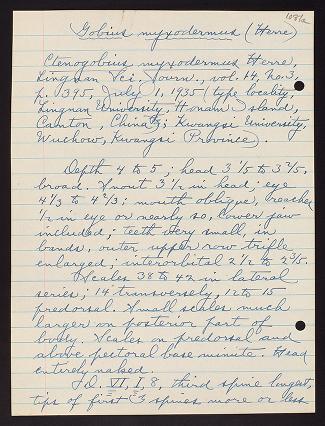 1081a
Gobius myxodermus (Herre)
Ctenogobius myxodermus Herre,
Lingnan Sci. Journ., vol. 14, no. 3,
p. 395, July 1, 1935 (type locality,
Lingnan University, Honam Island,
Canton, China; Kwangsi University,
Wuchow, Kwangsi Province).
Depth 4 to 5; head 3 1/5 to 3 2/5,
broad. Snout 3 1/2 in head; eye
4 1/3 to 4 2/3; mouth oblique, reaches
1/2 in eye or nearly so, lower jaw
included; teeth very small, in
bands, outer upper row trifle
enlarged; interorbital 2 1/2 to 2 3/5.
Scales 38 to 42 in lateral
series; 14 transversely, 12 to 15
predorsal. Small scales much
larger on posterior part of
body. Scales on predorsal and
above pectoral base minute. Head
entirely naked.
D. VI, I, 8, third spine longest,
tips of first 3 spines more or less